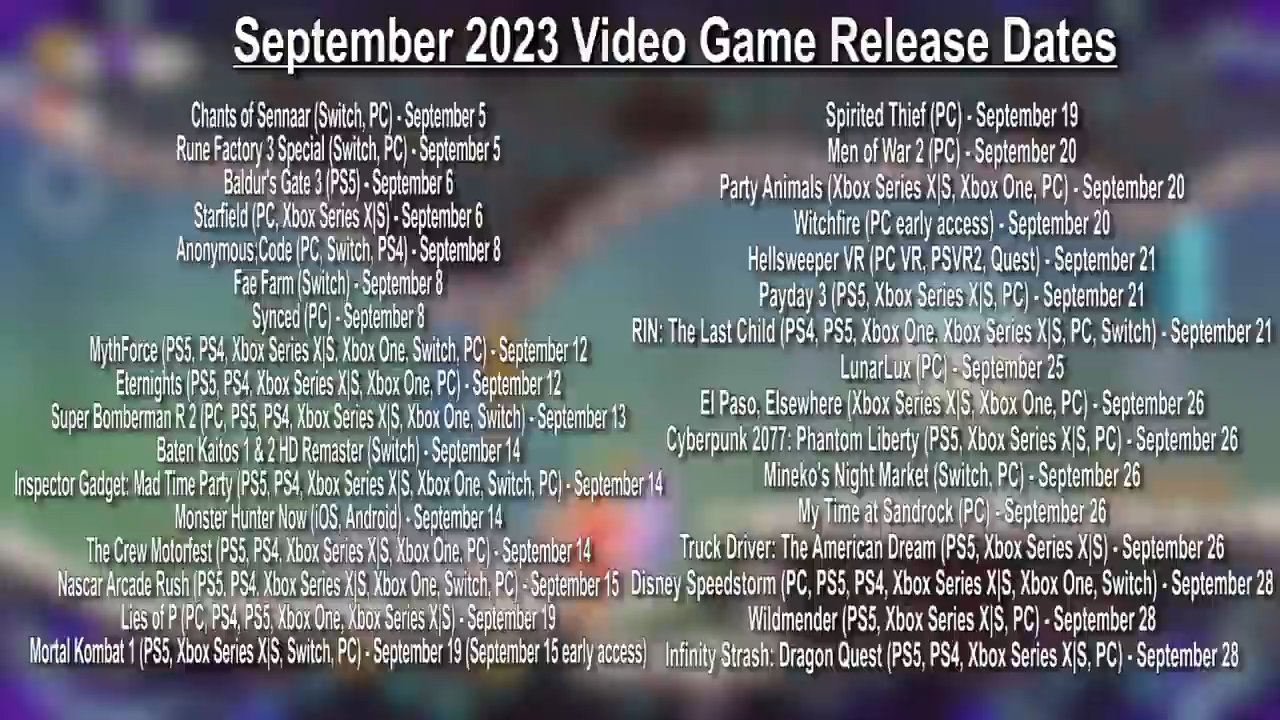 September 2023 Video Game Release Dates
Chants of Sennaar (Switch, PC) - September 5
Rune Factory 3 Special (Switch, PC) - September 5
Baldur's Gate 3 (PS5) - September 6
Starfield (PC, Xbox Series X|S) - September 6
Anonymous;Code (PC, Switch, PS4) - September 8
Fae Farm (Switch) - September 8
Synced (PC) - September 8
MythForce (PS5, PS4, Xbox Series X|S, Xbox One, Switch, PC) - September 12
Eternights (PS5, PS4, Xbox Series X|S, Xbox One, PC) - September 12
Super Bomberman R 2 (PC, PS5, PS4, Xbox Series X|S, Xbox One, Switch) - September 13
Baten Kaitos 1 & 2 HD Remaster (Switch) - September 14
Inspector Gadget: Mad Time Party (PS5, PS4, Xbox Series X|S, Xbox One, Switch, PC) - September 14
Monster Hunter Now (iOS, Android) - September 14
The Crew Motorfest (PS5, PS4, Xbox Series X|S, Xbox One, PC) - September 14
Nascar Arcade Rush (PS5, PS4, Xbox Series X|S, Xbox One, Switch, PC) - September 15
Lies of P (PC, PS4, PS5, Xbox One, Xbox Series X|S) - September 19
Mortal Kombat 1 (PS5, Xbox Series X|S, Switch, PC) - September 19 (September 15 early access)
Spirited Thief (PC) - September 19
Men of War 2 (PC) - September 20
Party Animals (Xbox Series X|S, Xbox One, PC) - September 20
Witchfire (PC early access) - September 20
Hellsweeper VR (PC VR, PSVR2, Quest) - September 21
Payday 3 (PS5, Xbox Series X|S, PC) - September 21
RIN: The Last Child (PS4, PS5, Xbox One, Xbox Series X|S, PC, Switch) - September 21
LunarLux (PC) - September 25
El Paso, Elsewhere (Xbox Series X|S, Xbox One, PC) - September 26
Cyberpunk 2077: Phantom Liberty (PS5, Xbox Series X|S, PC) - September 26
Mineko's Night Market (Switch, PC) - September 26
My Time at Sandrock (PC) - September 26
Truck Driver: The American Dream (PS5, Xbox Series X|S) - September 26
Disney Speedstorm (PC, PS5, PS4, Xbox Series X|S, Xbox One, Switch) - September 28
Wildmender (PS5, Xbox Series X|S, PC) - September 28
Infinity Strash: Dragon Quest (PS5, PS4, Xbox Series X|S, PC) - September 28